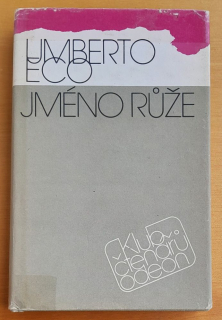 UMBERTO
ECO
JMÉNO RŮŽE
klub
čtenářů
odeon